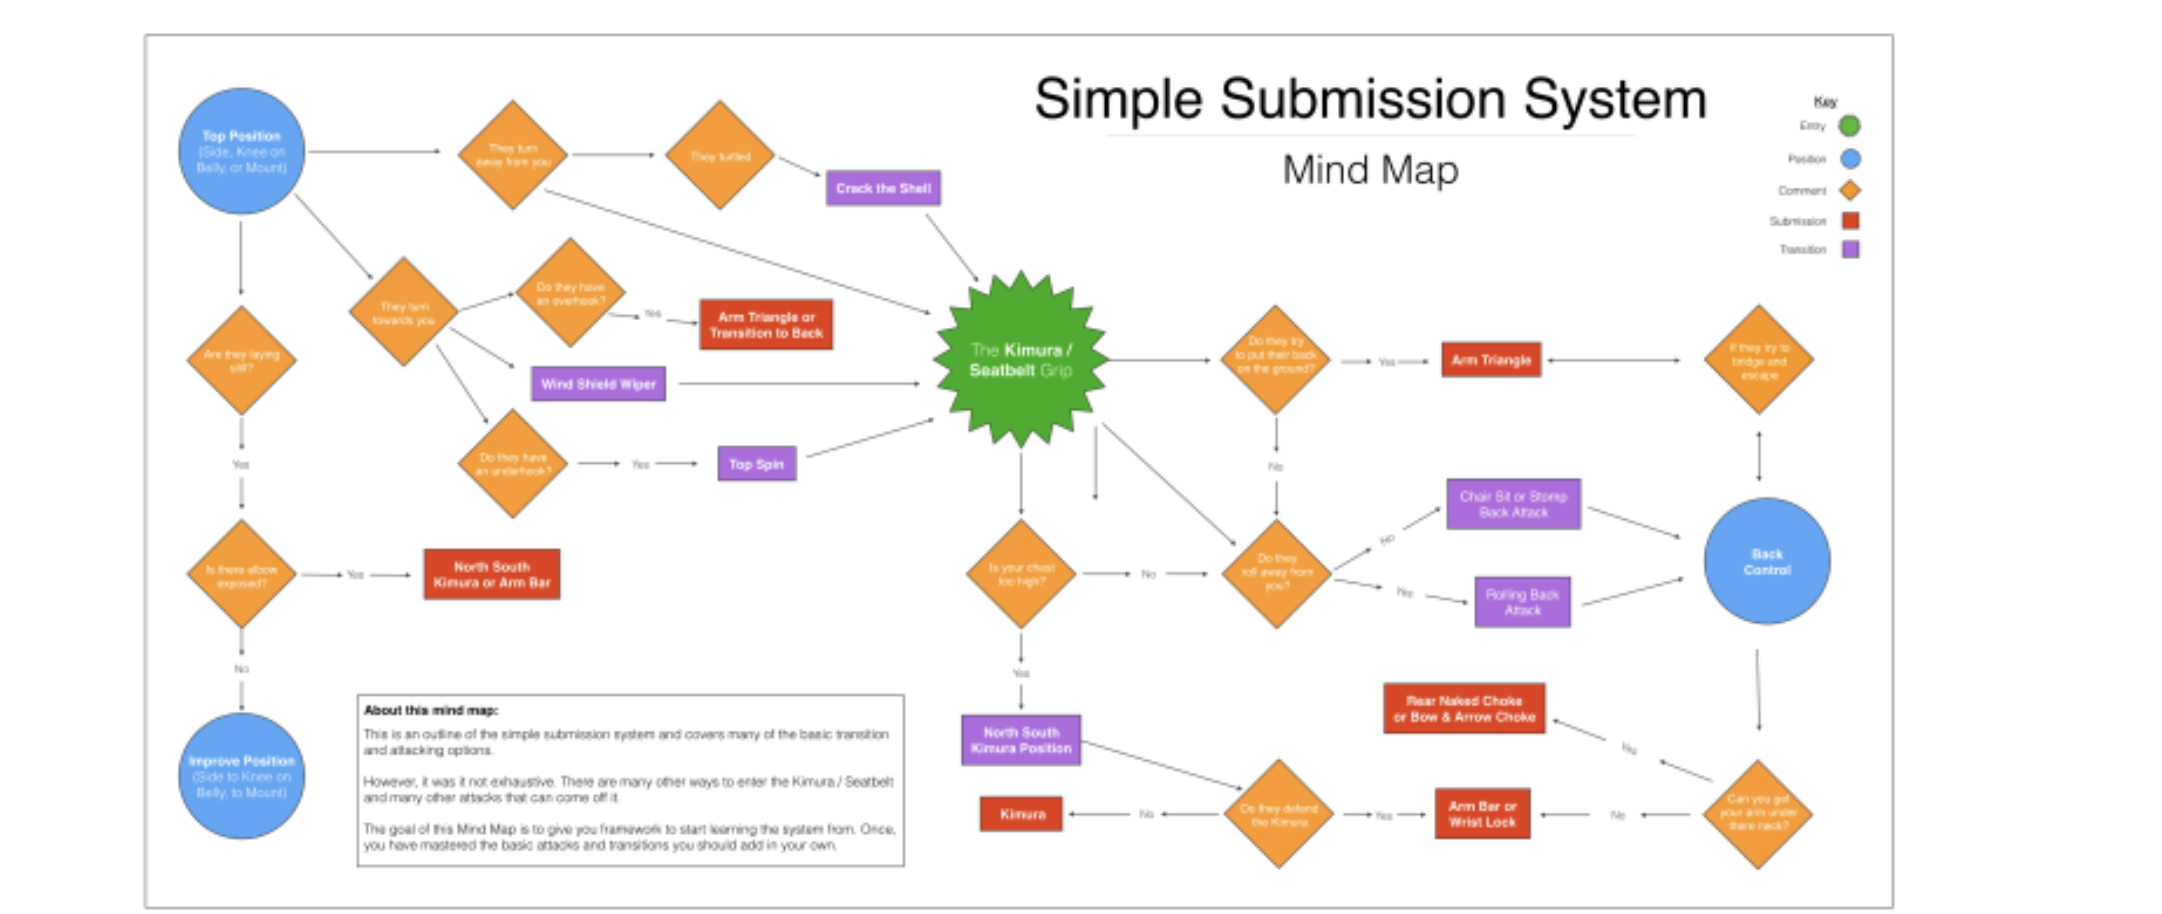 Simple Submission System
Mind Map
Key
Entry
Position
Comment
Submission
Transition
Top Position
(Side, Knee on
Belly, or Mount)
They turn
away from you
They turtled
Crack the Shell
They turn
towards you
Do they have
an overhook?
Yes
Arm Triangle or
Transition to Back
Wind Shield Wiper
Do they have
an underhook?
Yes
Top Spin
Are they laying
still?
Yes
Is there elbow
exposed?
Yes
North South
Kimura or Arm Bar
No
Improve Position
(Side to Knee on
Belly, to Mount)
The Kimura /
Seatbelt Grip
Do they try
to put their back
on the ground?
Yes
Arm Triangle
If they try to
bridge and
escape
No
Is your chest
too high?
No
Do they
roll away from
you?
No
Chair Sit or Stomp
Back Attack
Yes
Rolling Back
Attack
Back
Control
Yes
North South
Kimura Position
Do they defend
the Kimura
No
Kimura
Yes
Arm Bar or
Wrist Lock
No
Can you get
your arm under
there neck?
Yes
Rear Naked Choke
or Bow & Arrow Choke
About this mind map:
This is an outline of the simple submission system and covers many of the basic transition
and attacking options.
However, it was it not exhaustive. There are many other ways to enter the Kimura / Seatbelt
and many other attacks that can come off it.
The goal of this Mind Map is to give you framework to start learning the system from. Once,
you have mastered the basic attacks and transitions you should add in your own.